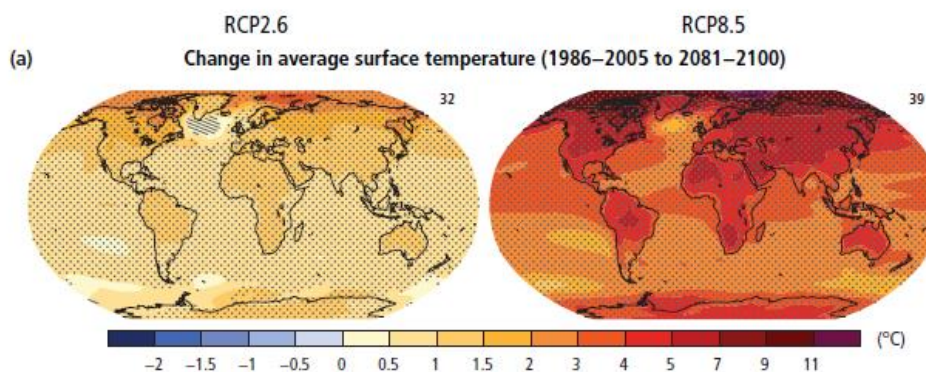 RCP2.6 RCP8.5
(a) Change in average surface temperature (1986–2005 to 2081–2100)
32 39
−2 −1.5 −1 −0.5 0 0.5 1 1.5 2 3 4 5 7 9 11 (°C)